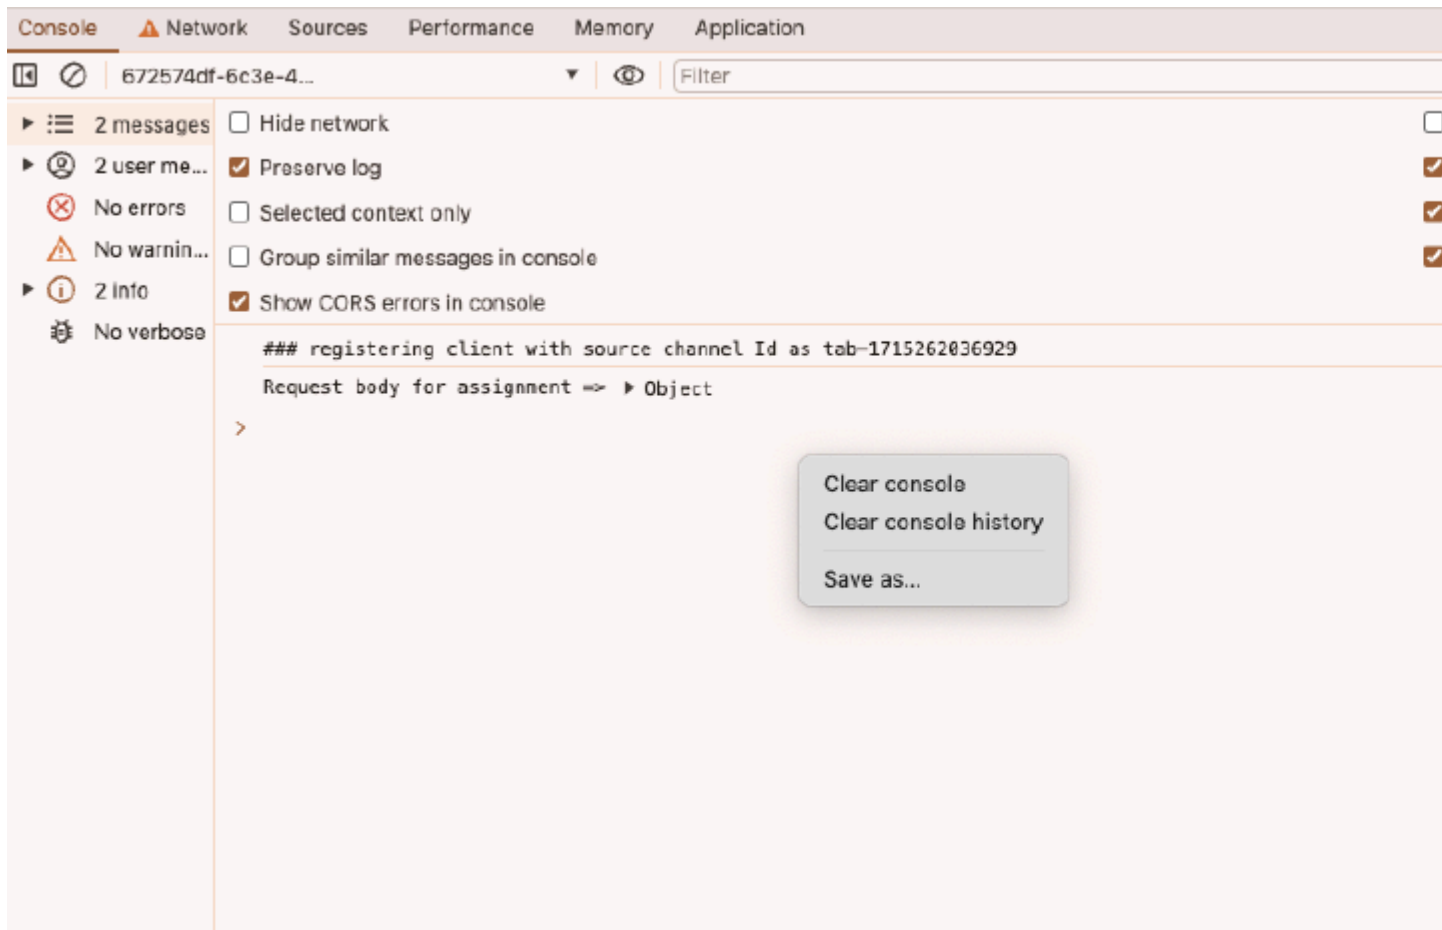 Console Network Sources Performance Memory Application
672574df-6c3e-4... Filter
2 messages
2 user me...
No errors
No warnin...
2 info
No verbose
Hide network
Preserve log
Selected context only
Group similar messages in console
Show CORS errors in console
### registering client with source channel Id as tab-1715262036929
Request body for assignment => Object
>
Clear console
Clear console history
Save as...